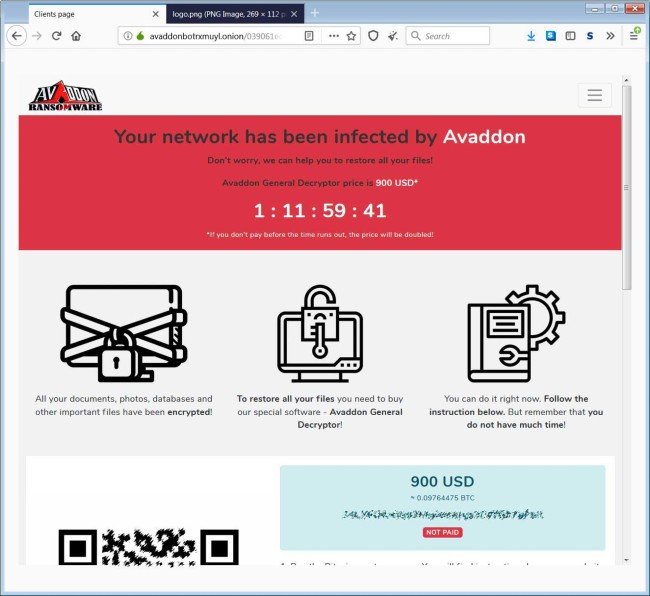 Clients page
logo.png (PNG Image, 269 × 112 p
avaddonbotrxmuyl.onion/039061e
Search
AVADDON
RANSOMWARE
Your network has been infected by Avaddon
Don't worry, we can help you to restore all your files!
Avaddon General Decryptor price is 900 USD*
1 : 11 : 59 : 41
*If you don't pay before the time runs out, the price will be doubled!
All your documents, photos, databases and
other important files have been encrypted!
To restore all your files you need to buy
our special software - Avaddon General
Decryptor!
You can do it right now. Follow the
instruction below. But remember that you
do not have much time!
900 USD
≈ 0.09764475 BTC
NOT PAID